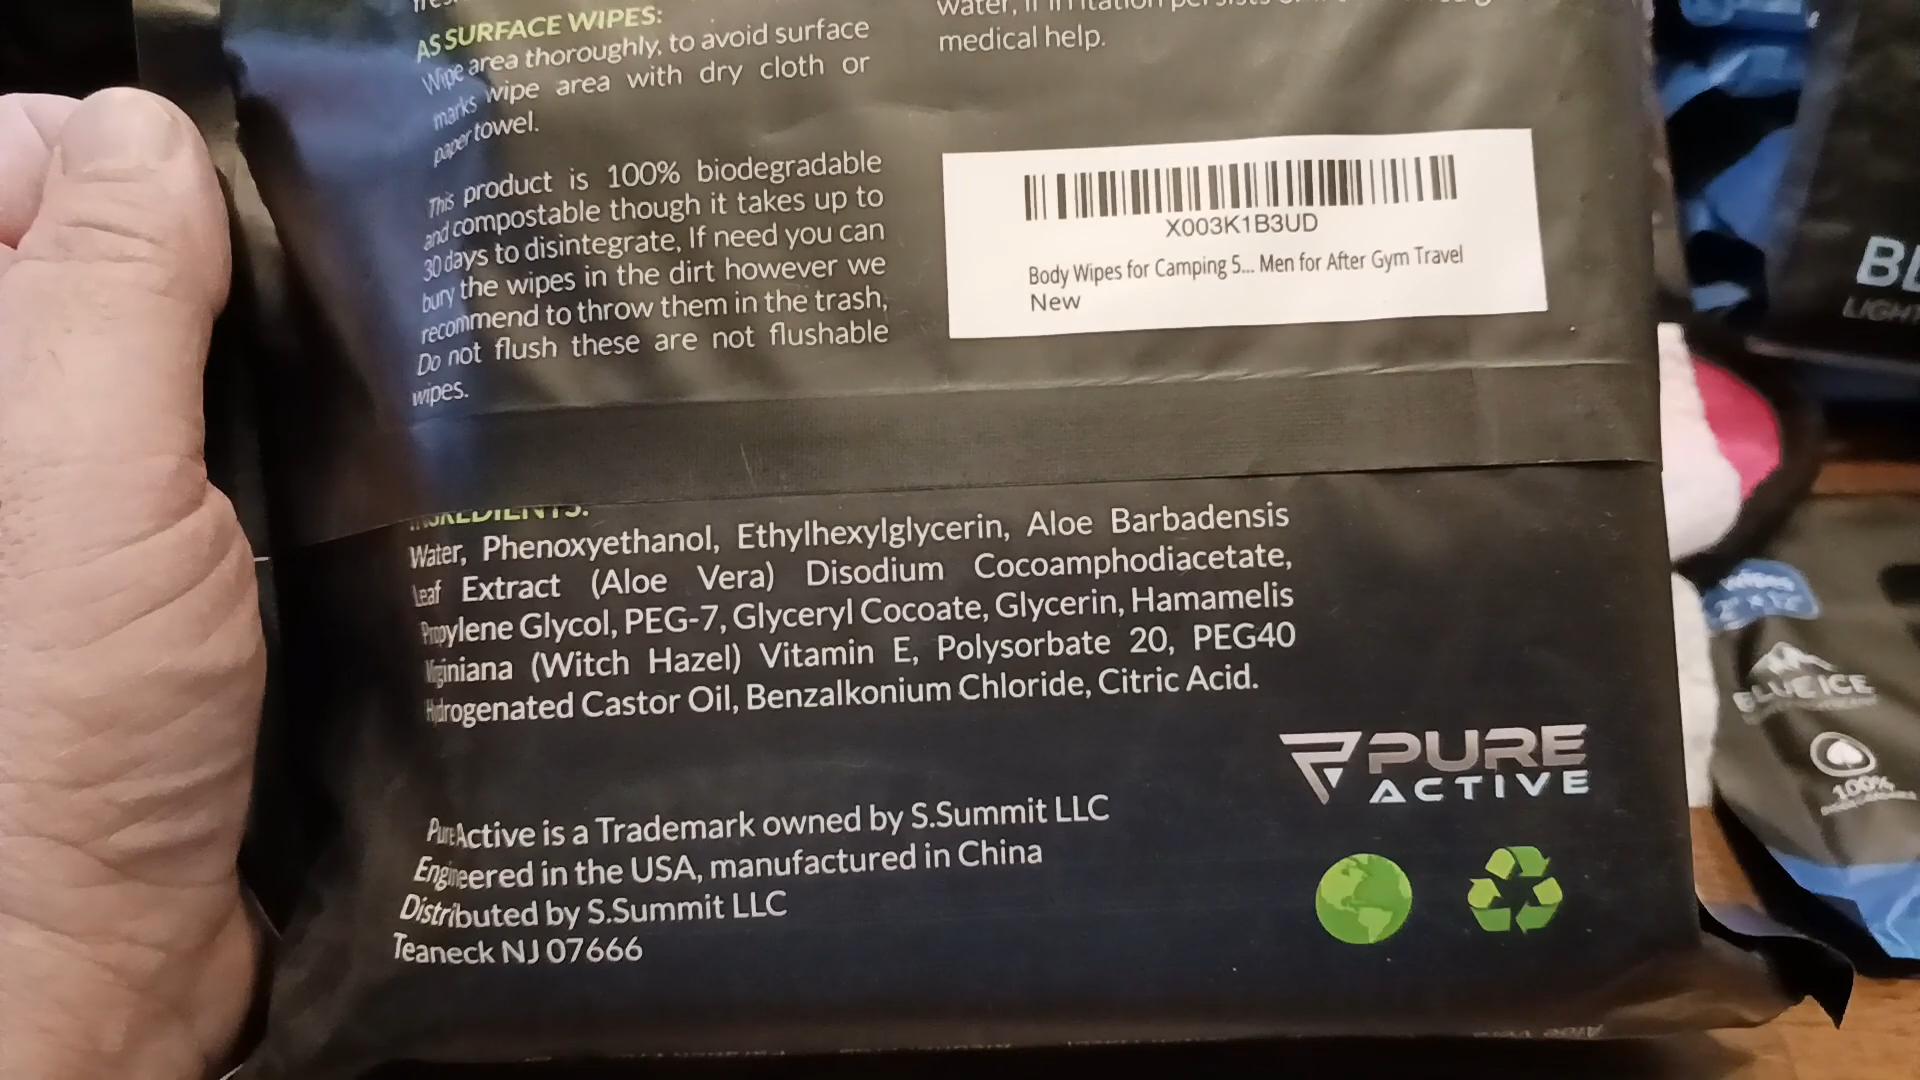 AS SURFACE WIPES:
Wipe area thoroughly, to avoid surface
marks wipe area with dry cloth or
paper towel.
This product is 100% biodegradable
and compostable though it takes up to
30 days to disintegrate, If need you can
bury the wipes in the dirt however we
recommend to throw them in the trash,
Do not flush these are not flushable
wipes.
medical help.
X003K1B3UD
Body Wipes for Camping 5... Men for After Gym Travel
New
INGREDIENTS:
Water, Phenoxyethanol, Ethylhexylglycerin, Aloe Barbadensis
Leaf Extract (Aloe Vera) Disodium Cocoamphodiacetate,
Propylene Glycol, PEG-7, Glyceryl Cocoate, Glycerin, Hamamelis
Virginiana (Witch Hazel) Vitamin E, Polysorbate 20, PEG40
Hydrogenated Castor Oil, Benzalkonium Chloride, Citric Acid.
PURE
ACTIVE
PureActive is a Trademark owned by S.Summit LLC
Engineered in the USA, manufactured in China
Distributed by S.Summit LLC
Teaneck NJ 07666
BL
LIGHT
wipes
BLUE ICE
100%